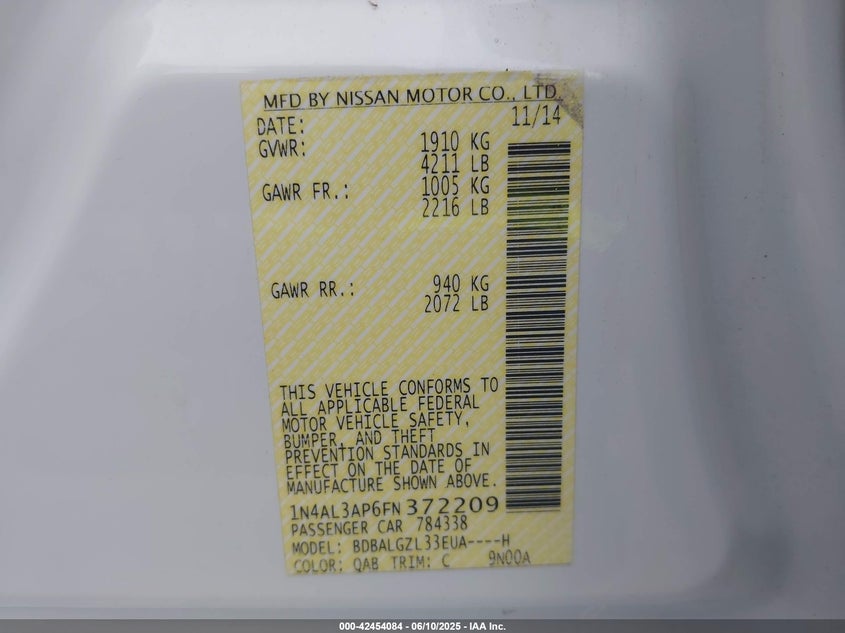 MFD BY NISSAN MOTOR CO., LTD.
DATE: 11/14
GVWR: 1910 KG
4211 LB
GAWR FR.: 1005 KG
2216 LB
GAWR RR.: 940 KG
2072 LB
THIS VEHICLE CONFORMS TO
ALL APPLICABLE FEDERAL
MOTOR VEHICLE SAFETY,
BUMPER, AND THEFT
PREVENTION STANDARDS IN
EFFECT ON THE DATE OF
MANUFACTURE SHOWN ABOVE.
1N4AL3AP6FN372209
PASSENGER CAR 784338
MODEL: BDBALGZL33EUA----H
COLOR: QAB TRIM: C 9N00A
000-42454084 - 06/10/2025 - IAA Inc.